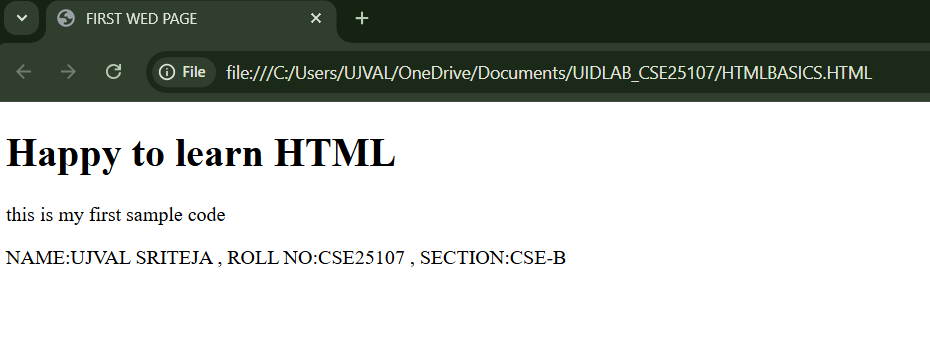 FIRST WED PAGE
File file:///C:/Users/UJVAL/OneDrive/Documents/UIDLAB_CSE25107/HTMLBASICS.HTML
Happy to learn HTML
this is my first sample code
NAME:UJVAL SRITEJA , ROLL NO:CSE25107 , SECTION:CSE-B